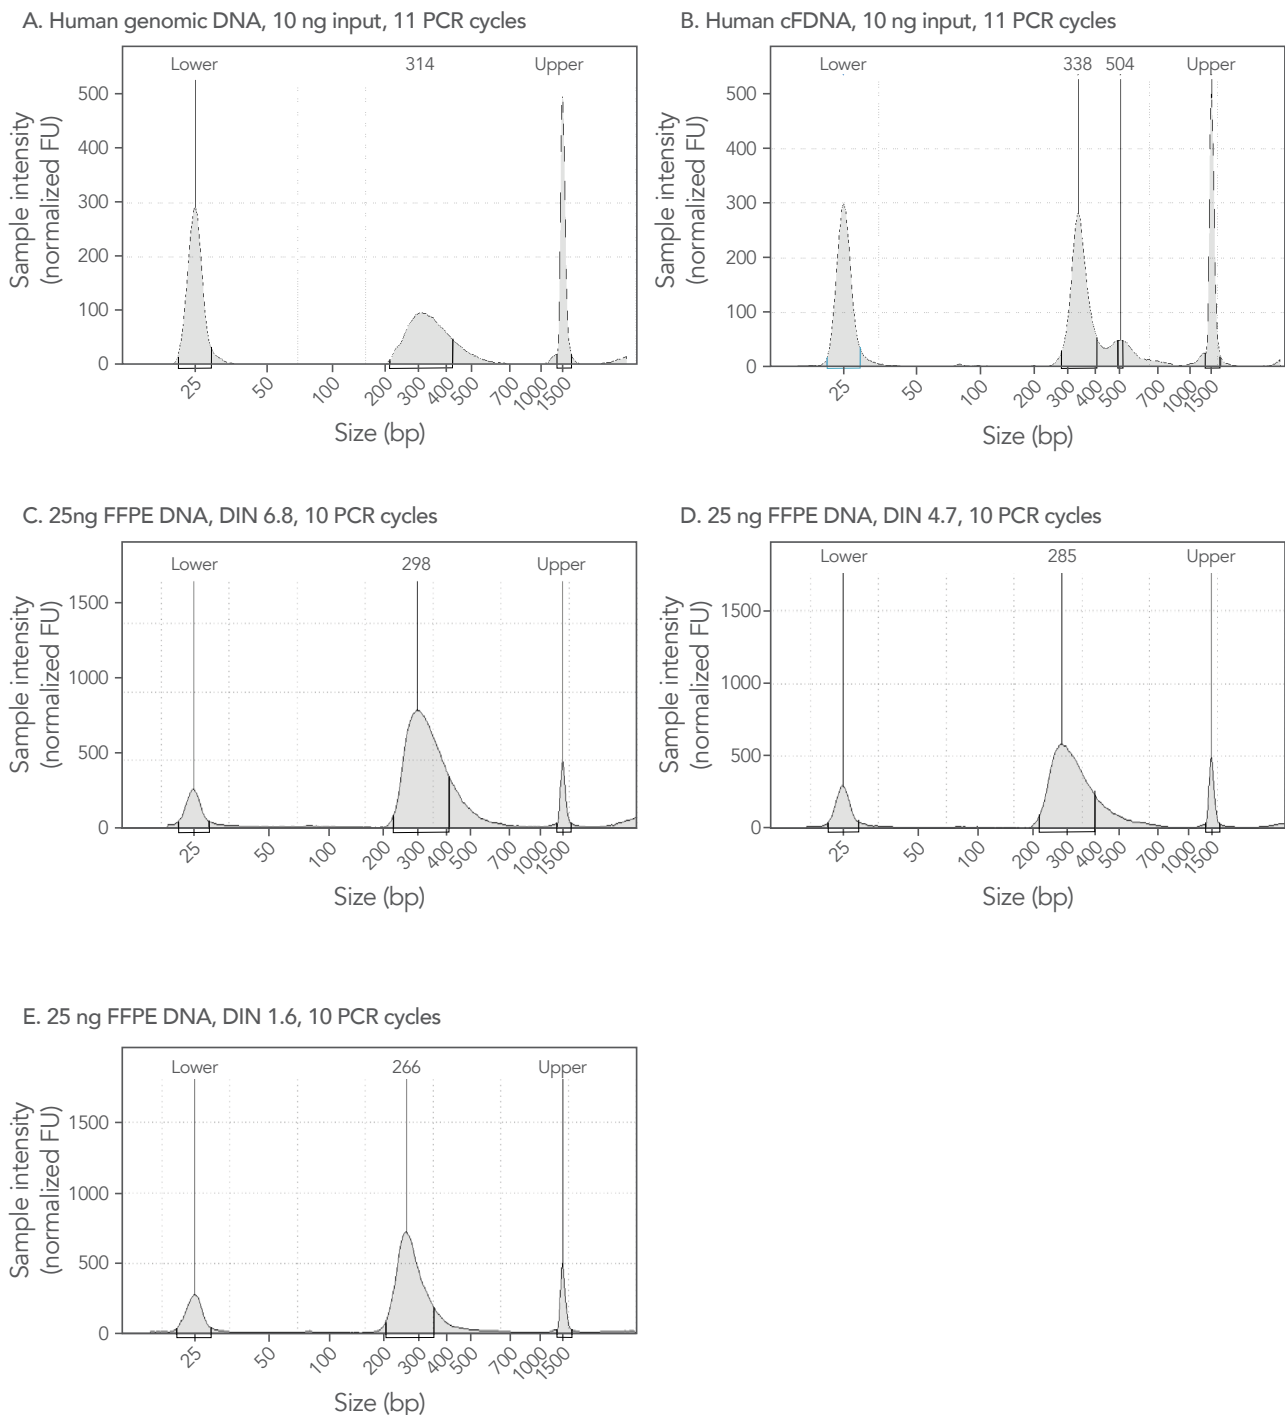 A. Human genomic DNA, 10 ng input, 11 PCR cycles
Lower 314 Upper
Sample intensity
(normalized FU)
500
400
300
200
100
0
25 50 100 200 300 400 500 700 1000 1500
Size (bp)
B. Human cFDNA, 10 ng input, 11 PCR cycles
Lower 338 504 Upper
Sample intensity
(normalized FU)
500
400
300
200
100
0
25 50 100 200 300 400 500 700 1000 1500
Size (bp)
C. 25ng FFPE DNA, DIN 6.8, 10 PCR cycles
Lower 298 Upper
Sample intensity
(normalized FU)
1500
1000
500
0
25 50 100 200 300 400 500 700 1000 1500
Size (bp)
D. 25 ng FFPE DNA, DIN 4.7, 10 PCR cycles
Lower 285 Upper
Sample intensity
(normalized FU)
1500
1000
500
0
25 50 100 200 300 400 500 700 1000 1500
Size (bp)
E. 25 ng FFPE DNA, DIN 1.6, 10 PCR cycles
Lower 266 Upper
Sample intensity
(normalized FU)
1500
1000
500
0
25 50 100 200 300 400 500 700 1000 1500
Size (bp)